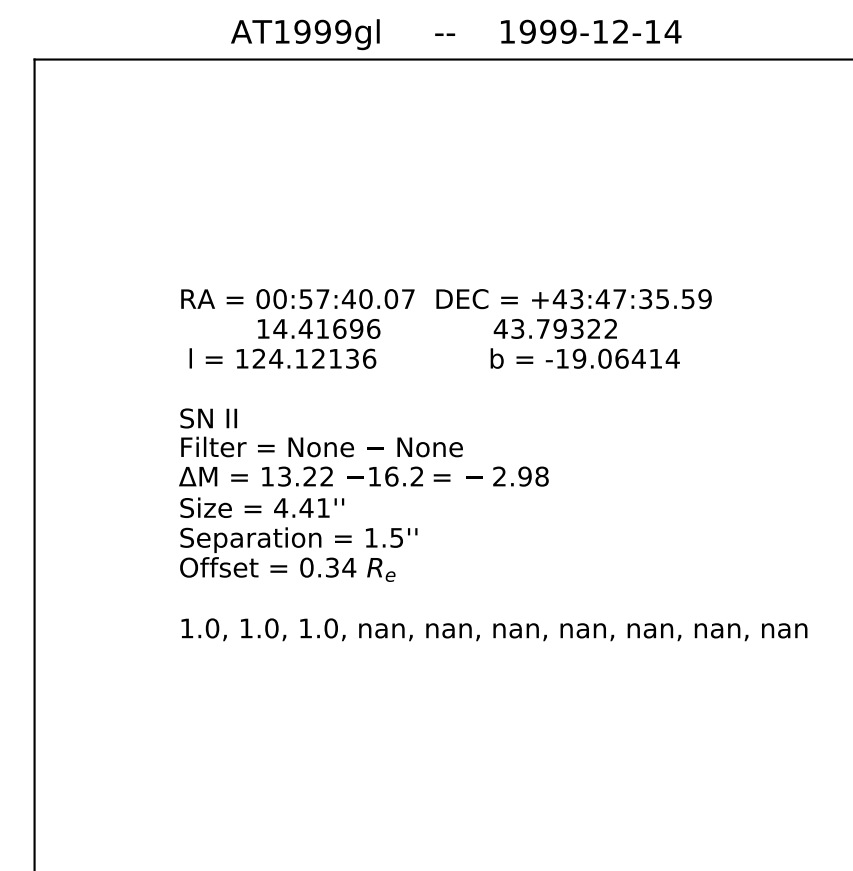 AT1999gl -- 1999-12-14
RA = 00:57:40.07 DEC = +43:47:35.59
14.41696 43.79322
l = 124.12136 b = -19.06414
SN II
Filter = None − None
ΔM = 13.22 −16.2 = − 2.98
Size = 4.41''
Separation = 1.5''
Offset = 0.34 Rₑ
1.0, 1.0, 1.0, nan, nan, nan, nan, nan, nan, nan